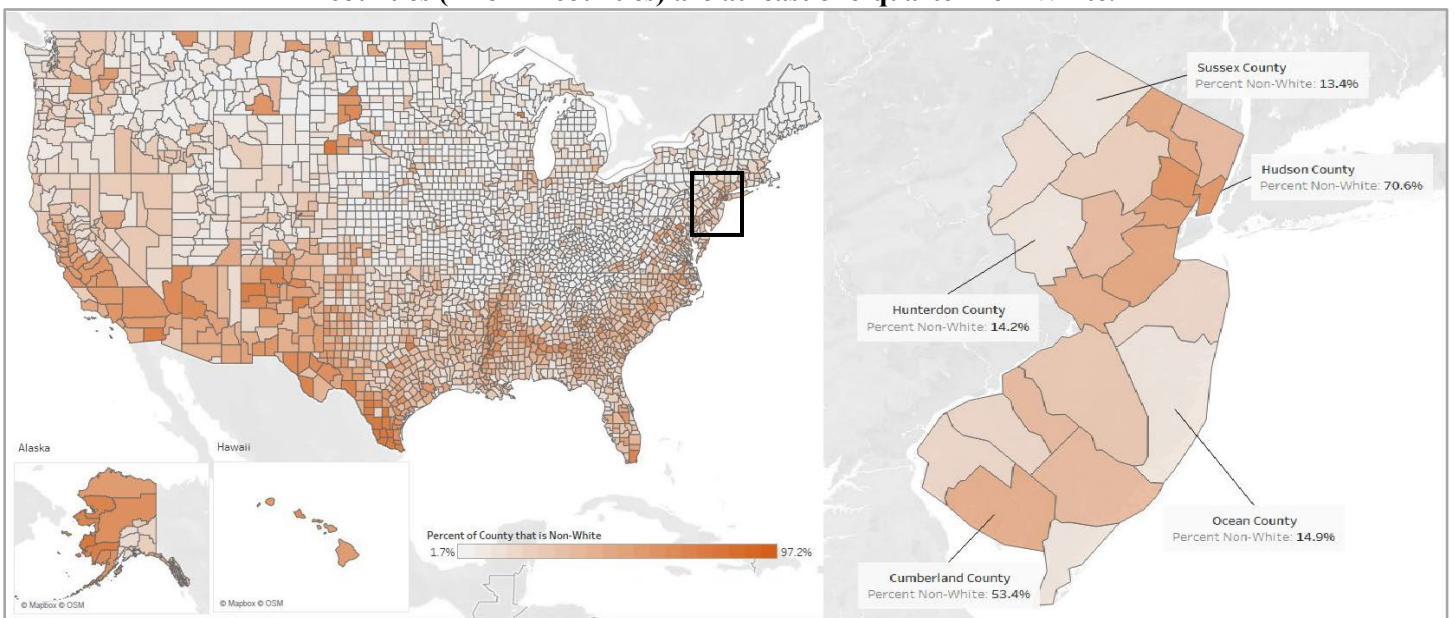 Sussex County
Percent Non-White: 13.4%
Hudson County
Percent Non-White: 70.6%
Hunterdon County
Percent Non-White: 14.2%
Alaska
Hawaii
Percent of County that is Non-White
1.7%
97.2%
Ocean County
Percent Non-White: 14.9%
Cumberland County
Percent Non-White: 53.4%
© Mapbox © OSM
© Mapbox © OSM